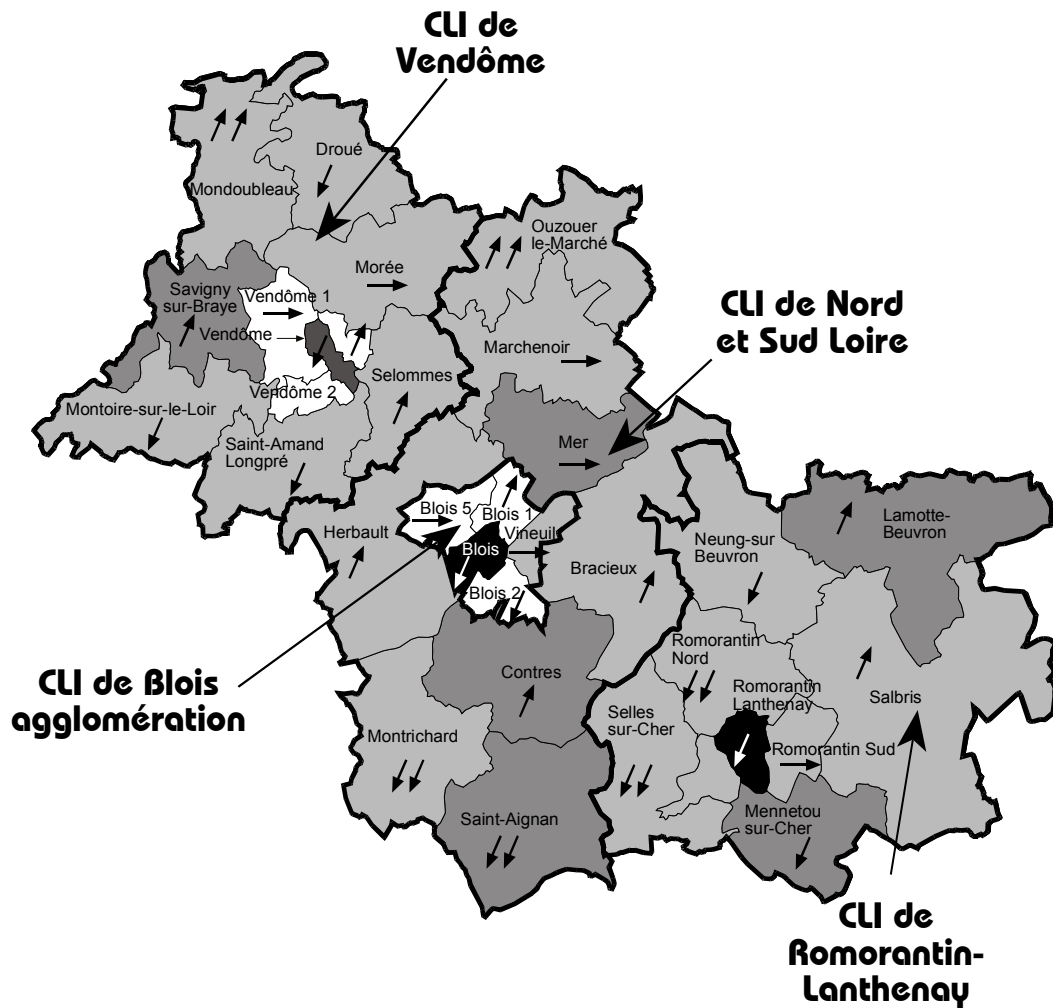 CLI de
Vendôme
Droué
Mondoubleau
Ouzouer
le-Marché
Morée
Savigny
sur-Braye
Vendôme 1
CLI de Nord
et Sud Loire
Vendôme
Marchenoir
Selommes
Vendôme 2
Montoire-sur-le-Loir
Saint-Amand
Longpré
Mer
Blois 5
Blois 1
Lamotte-
Beuvron
Herbault
Vineuil
Neung-sur
Beuvron
Blois
Bracieux
Blois 2
Romorantin
Nord
CLI de Blois
agglomération
Contres
Romorantin
Lanthenay
Salbris
Selles
sur-Cher
Montrichard
Romorantin Sud
Saint-Aignan
Mennetou
sur-Cher
CLI de
Romorantin-
Lanthenay